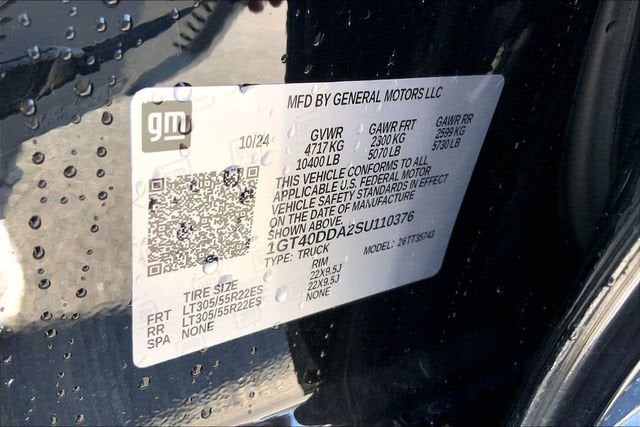 MFD BY GENERAL MOTORS LLC
gm
10/24
GVWR GAWR FRT GAWR RR
4717 KG 2300 KG 2599 KG
10400 LB 5070 LB 5730 LB
THIS VEHICLE CONFORMS TO ALL
APPLICABLE U.S. FEDERAL MOTOR
VEHICLE SAFETY STANDARDS IN EFFECT
ON THE DATE OF MANUFACTURE
SHOWN ABOVE.
1GT40DDA2SU110376
TYPE: TRUCK MODEL: 26TT35743
TIRE SIZE RIM
FRT LT305/55R22ES 22X9.5J
RR LT305/55R22ES 22X9.5J
SPA NONE NONE